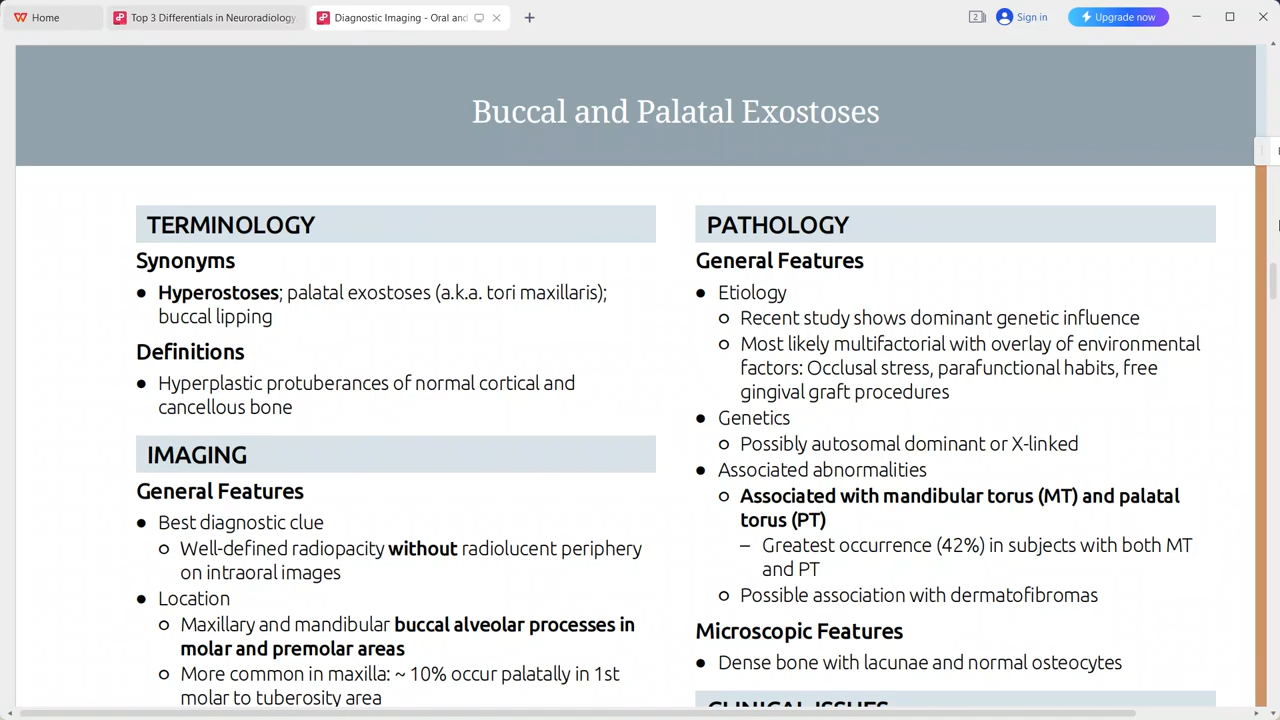 Home
Top 3 Differentials in Neuroradiology
Diagnostic Imaging - Oral and
2
Sign in
Upgrade now
Buccal and Palatal Exostoses
TERMINOLOGY
Synonyms
● Hyperostoses; palatal exostoses (a.k.a. tori maxillaris);
buccal lipping
Definitions
● Hyperplastic protuberances of normal cortical and
cancellous bone
IMAGING
General Features
● Best diagnostic clue
○ Well-defined radiopacity without radiolucent periphery
on intraoral images
● Location
○ Maxillary and mandibular buccal alveolar processes in
molar and premolar areas
○ More common in maxilla: ~ 10% occur palatally in 1st
molar to tuberosity area
PATHOLOGY
General Features
● Etiology
○ Recent study shows dominant genetic influence
○ Most likely multifactorial with overlay of environmental
factors: Occlusal stress, parafunctional habits, free
gingival graft procedures
● Genetics
○ Possibly autosomal dominant or X-linked
● Associated abnormalities
○ Associated with mandibular torus (MT) and palatal
torus (PT)
– Greatest occurrence (42%) in subjects with both MT
and PT
○ Possible association with dermatofibromas
Microscopic Features
● Dense bone with lacunae and normal osteocytes
CLINICAL ISSUES